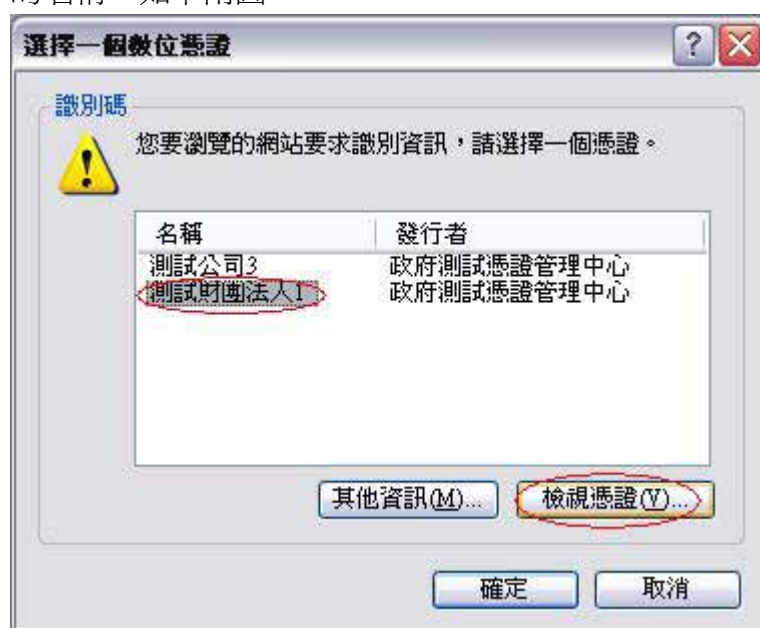 選擇一個數位憑證
識別碼
您要瀏覽的網站要求識別資訊，請選擇一個憑證。
名稱 發行者
測試公司3 政府測試憑證管理中心
測試財團法人1 政府測試憑證管理中心
其他資訊(M)... 檢視憑證(V)...
確定 取消